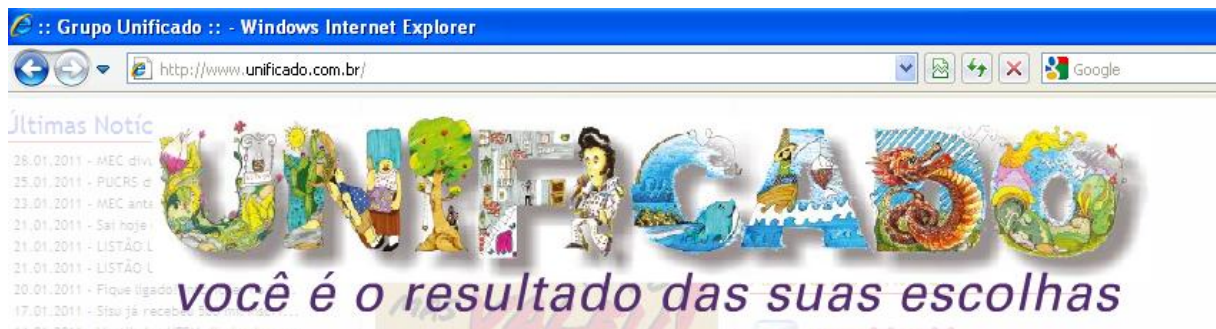 :: Grupo Unificado :: - Windows Internet Explorer
http://www.unificado.com.br/
Google
Últimas Notíc
28.01.2011 - MEC divu
25.01.2011 - PUCRS d
23.01.2011 - MEC ante
21.01.2011 - Sai hoje
21.01.2011 - LISTÃO L
21.01.2011 - LISTÃO L
20.01.2011 - Fique ligado
17.01.2011 - Sisu já recebeu
UNIFICADO
você é o resultado das suas escolhas